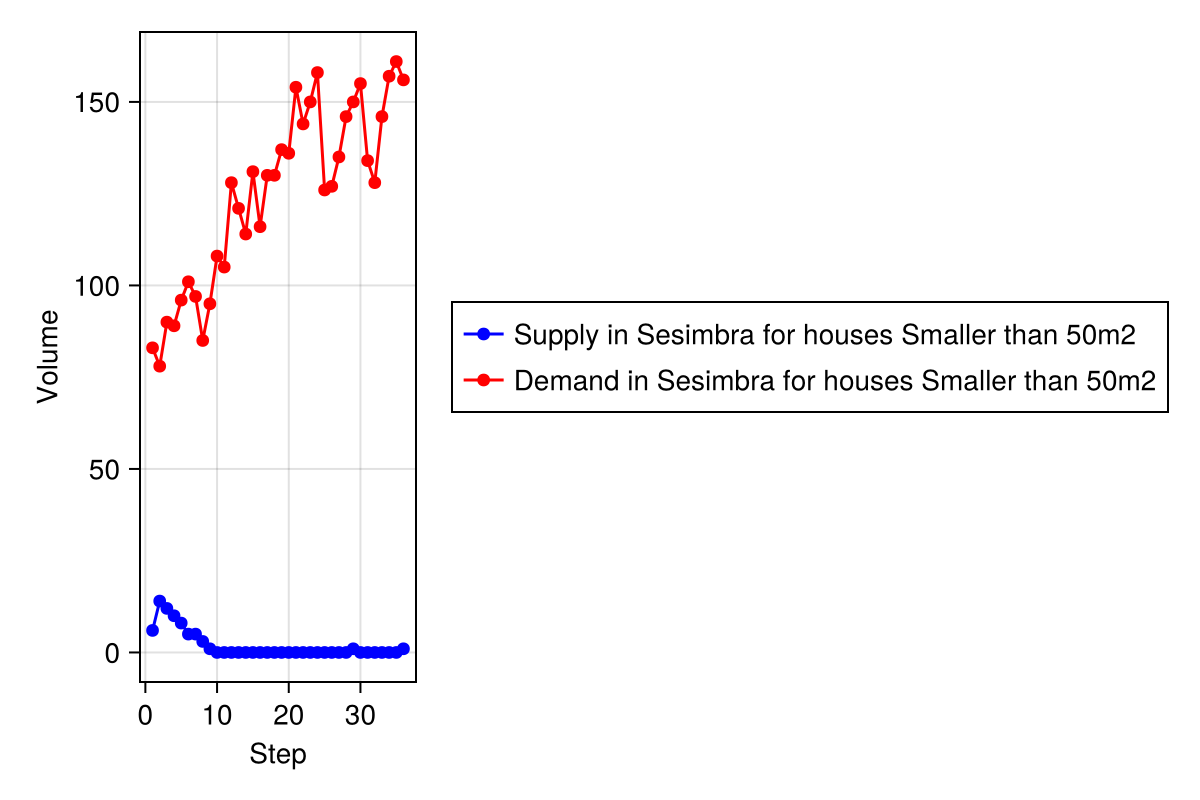 Volume
150
100
50
0
0 10 20 30
Step
Supply in Sesimbra for houses Smaller than 50m2
Demand in Sesimbra for houses Smaller than 50m2